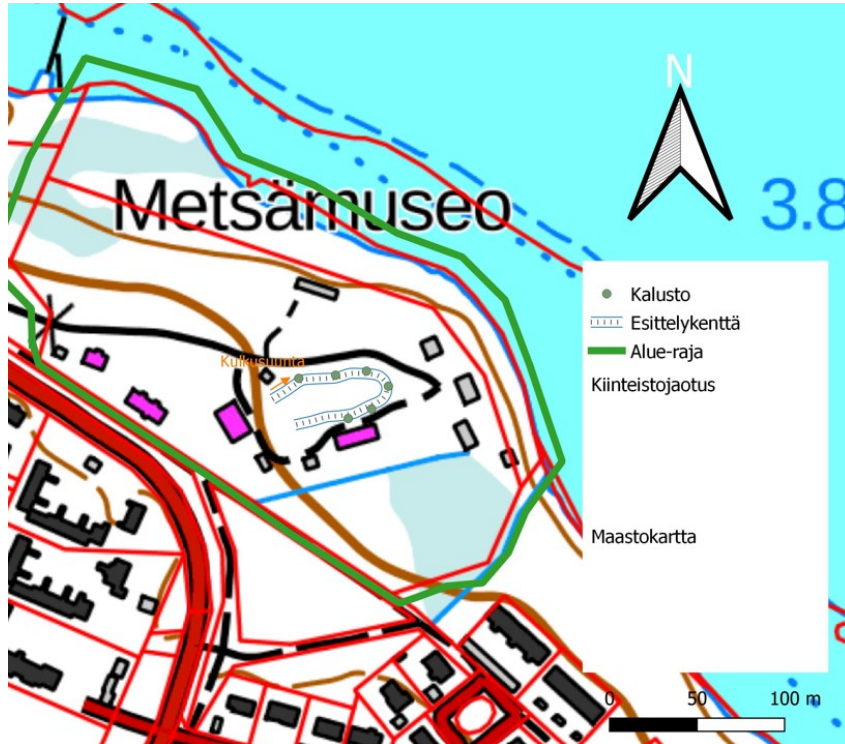 N
Metsämuseo
3.8
Kulkusuunta
Kalusto
Esittelykenttä
Alue-raja
Kiinteistojaotus
Maastokartta
0 50 100 m